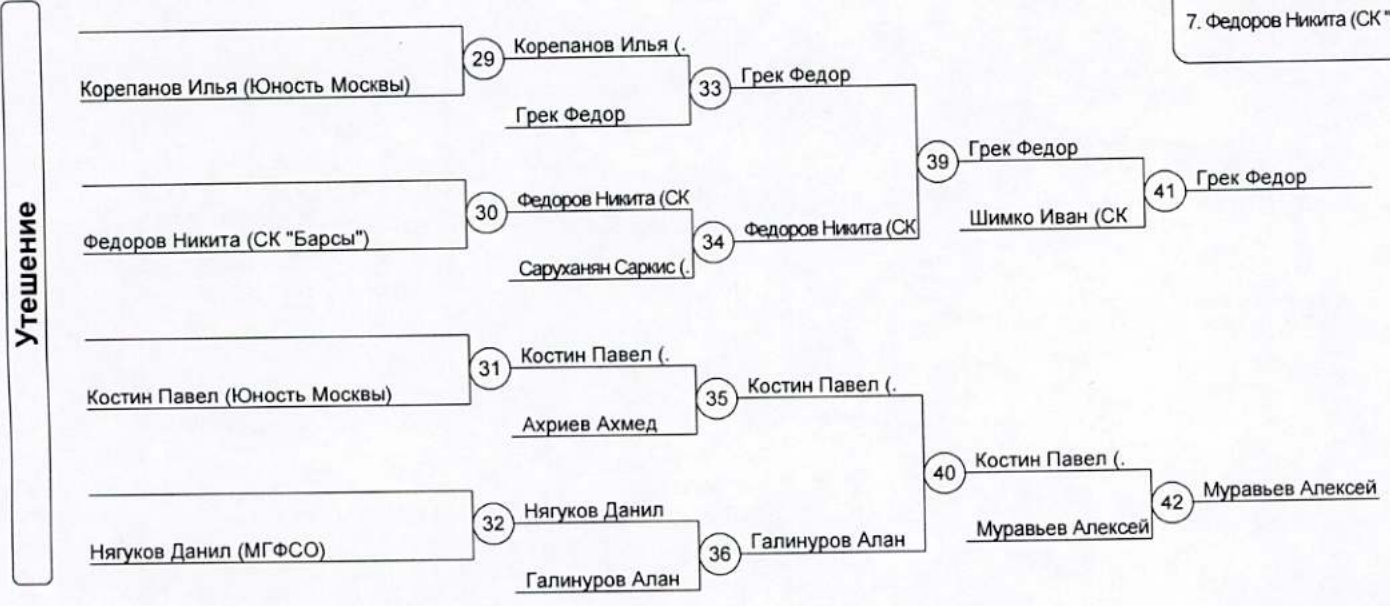 7. Федоров Никита (СК "
Утешение
Корепанов Илья (Юность Москвы)
29
Корепанов Илья (.
Грек Федор
33
Грек Федор
Федоров Никита (СК "Барсы")
30
Федоров Никита (СК
Саруханян Саркис (.
34
Федоров Никита (СК
39
Грек Федор
Шимко Иван (СК
41
Грек Федор
Костин Павел (Юность Москвы)
31
Костин Павел (.
Ахриев Ахмед
35
Костин Павел (.
Нягуков Данил (МГФСО)
32
Нягуков Данил
Галинуров Алан
36
Галинуров Алан
40
Костин Павел (.
Муравьев Алексей
42
Муравьев Алексей